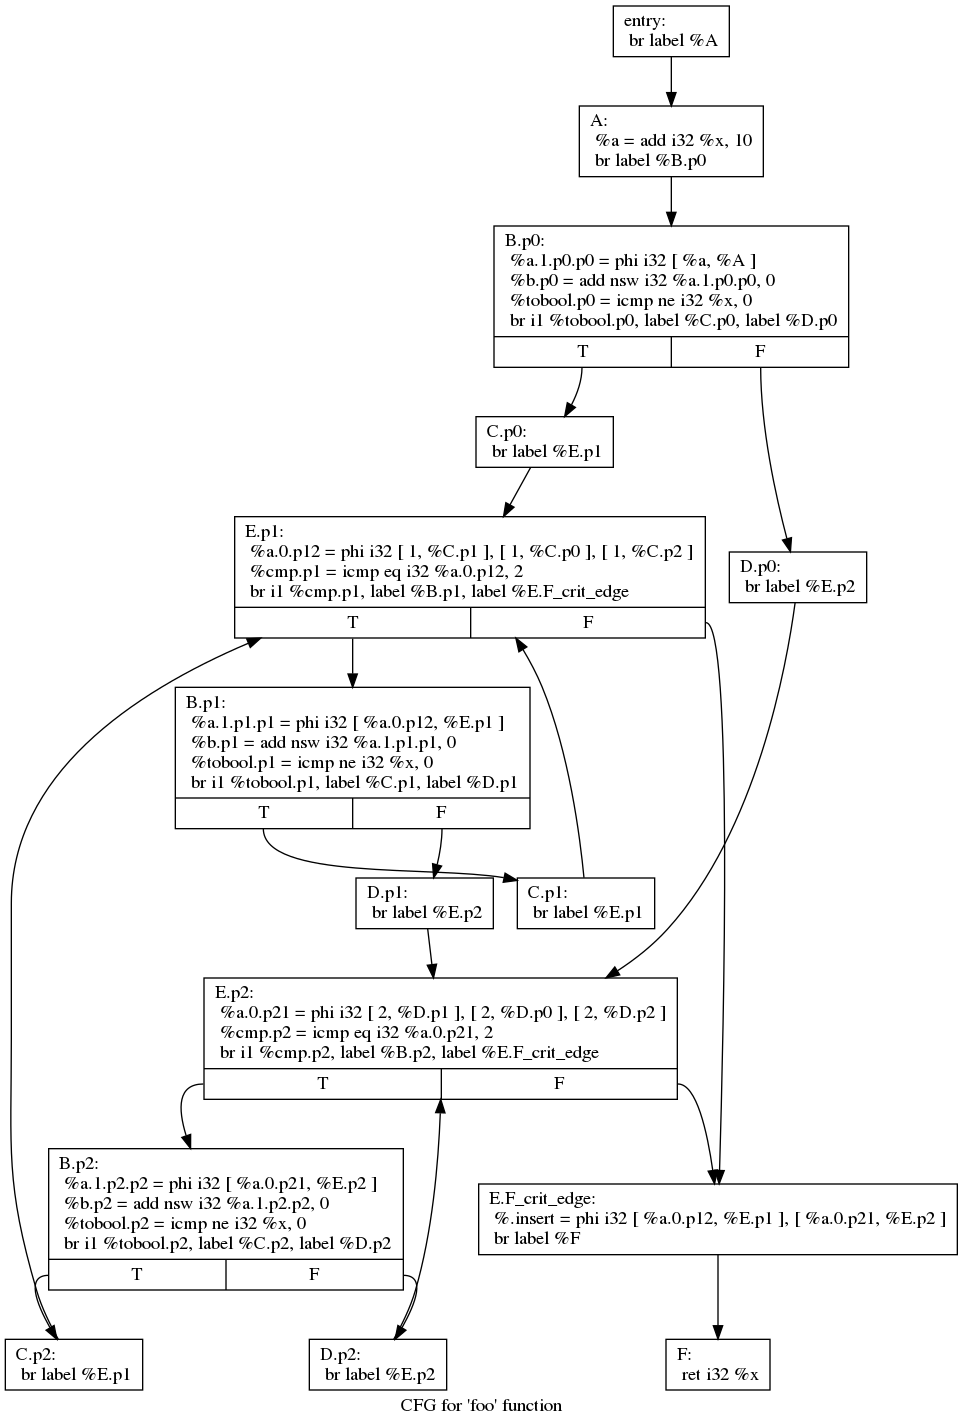 entry:
br label %A
A:
%a = add i32 %x, 10
br label %B.p0
B.p0:
%a.1.p0.p0 = phi i32 [ %a, %A ]
%b.p0 = add nsw i32 %a.1.p0.p0, 0
%tobool.p0 = icmp ne i32 %x, 0
br i1 %tobool.p0, label %C.p0, label %D.p0
T F
C.p0:
br label %E.p1
E.p1:
%a.0.p12 = phi i32 [ 1, %C.p1 ], [ 1, %C.p0 ], [ 1, %C.p2 ]
%cmp.p1 = icmp eq i32 %a.0.p12, 2
br i1 %cmp.p1, label %B.p1, label %E.F_crit_edge
T F
D.p0:
br label %E.p2
B.p1:
%a.1.p1.p1 = phi i32 [ %a.0.p12, %E.p1 ]
%b.p1 = add nsw i32 %a.1.p1.p1, 0
%tobool.p1 = icmp ne i32 %x, 0
br i1 %tobool.p1, label %C.p1, label %D.p1
T F
D.p1:
br label %E.p2
C.p1:
br label %E.p1
E.p2:
%a.0.p21 = phi i32 [ 2, %D.p1 ], [ 2, %D.p0 ], [ 2, %D.p2 ]
%cmp.p2 = icmp eq i32 %a.0.p21, 2
br i1 %cmp.p2, label %B.p2, label %E.F_crit_edge
T F
B.p2:
%a.1.p2.p2 = phi i32 [ %a.0.p21, %E.p2 ]
%b.p2 = add nsw i32 %a.1.p2.p2, 0
%tobool.p2 = icmp ne i32 %x, 0
br i1 %tobool.p2, label %C.p2, label %D.p2
T F
E.F_crit_edge:
%.insert = phi i32 [ %a.0.p12, %E.p1 ], [ %a.0.p21, %E.p2 ]
br label %F
C.p2:
br label %E.p1
D.p2:
br label %E.p2
F:
ret i32 %x
CFG for 'foo' function